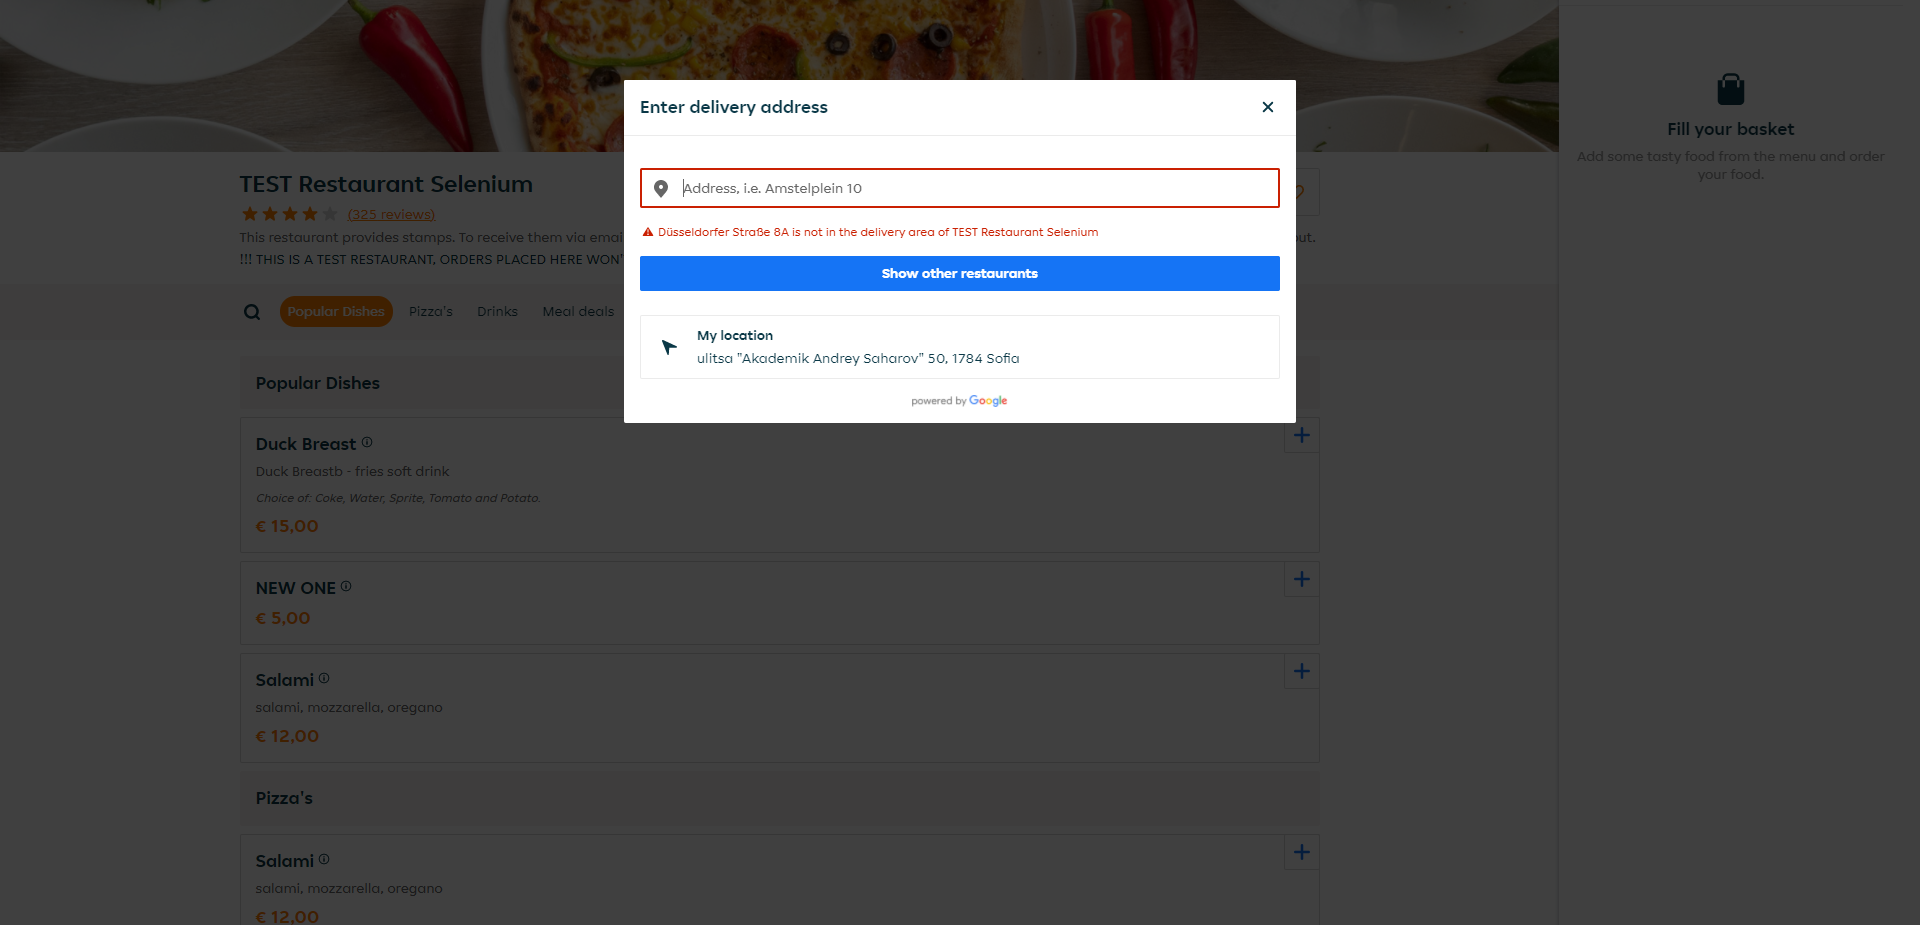 Enter delivery address
Address, i.e. Amstelplein 10
Düsseldorfer Straße 8A is not in the delivery area of TEST Restaurant Selenium
Show other restaurants
My location
ulitsa "Akademik Andrey Saharov" 50, 1784 Sofia
powered by Google
TEST Restaurant Selenium
(325 reviews)
This restaurant provides stamps. To receive them via
out.
!!! THIS IS A TEST RESTAURANT, ORDERS PLACED HERE WON'
Popular Dishes
Pizza's
Drinks
Meal deals
Popular Dishes
Duck Breast
Duck Breastb - fries soft drink
Choice of: Coke, Water, Sprite, Tomato and Potato.
€ 15,00
NEW ONE
€ 5,00
Salami
salami, mozzarella, oregano
€ 12,00
Pizza's
Salami
salami, mozzarella, oregano
€ 12,00
Fill your basket
Add some tasty food from the menu and order
your food.